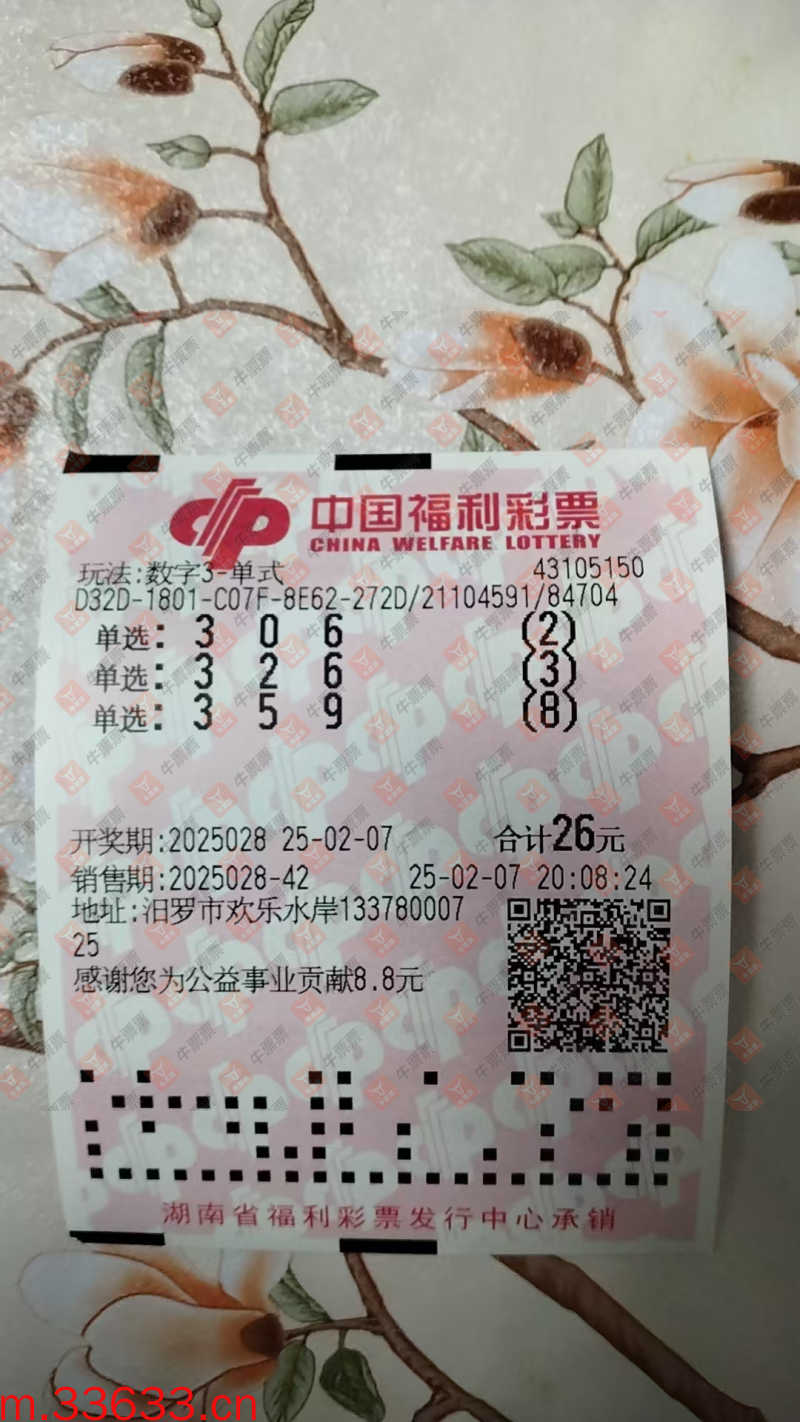 中国福利彩票
CHINA WELFARE LOTTERY
玩法:数字3-单式 43105150
D32D-1801-C07F-8E62-272D/21104591/84704
单选: 3 0 6 (2)
单选: 3 2 6 (3)
单选: 3 5 9 (8)
开奖期:2025028 25-02-07 合计26元
销售期:2025028-42 25-02-07 20:08:24
地址:汨罗市欢乐水岸133780007
25
感谢您为公益事业贡献8.8元
湖南省福利彩票发行中心承销
m.33633.cn
牛票票